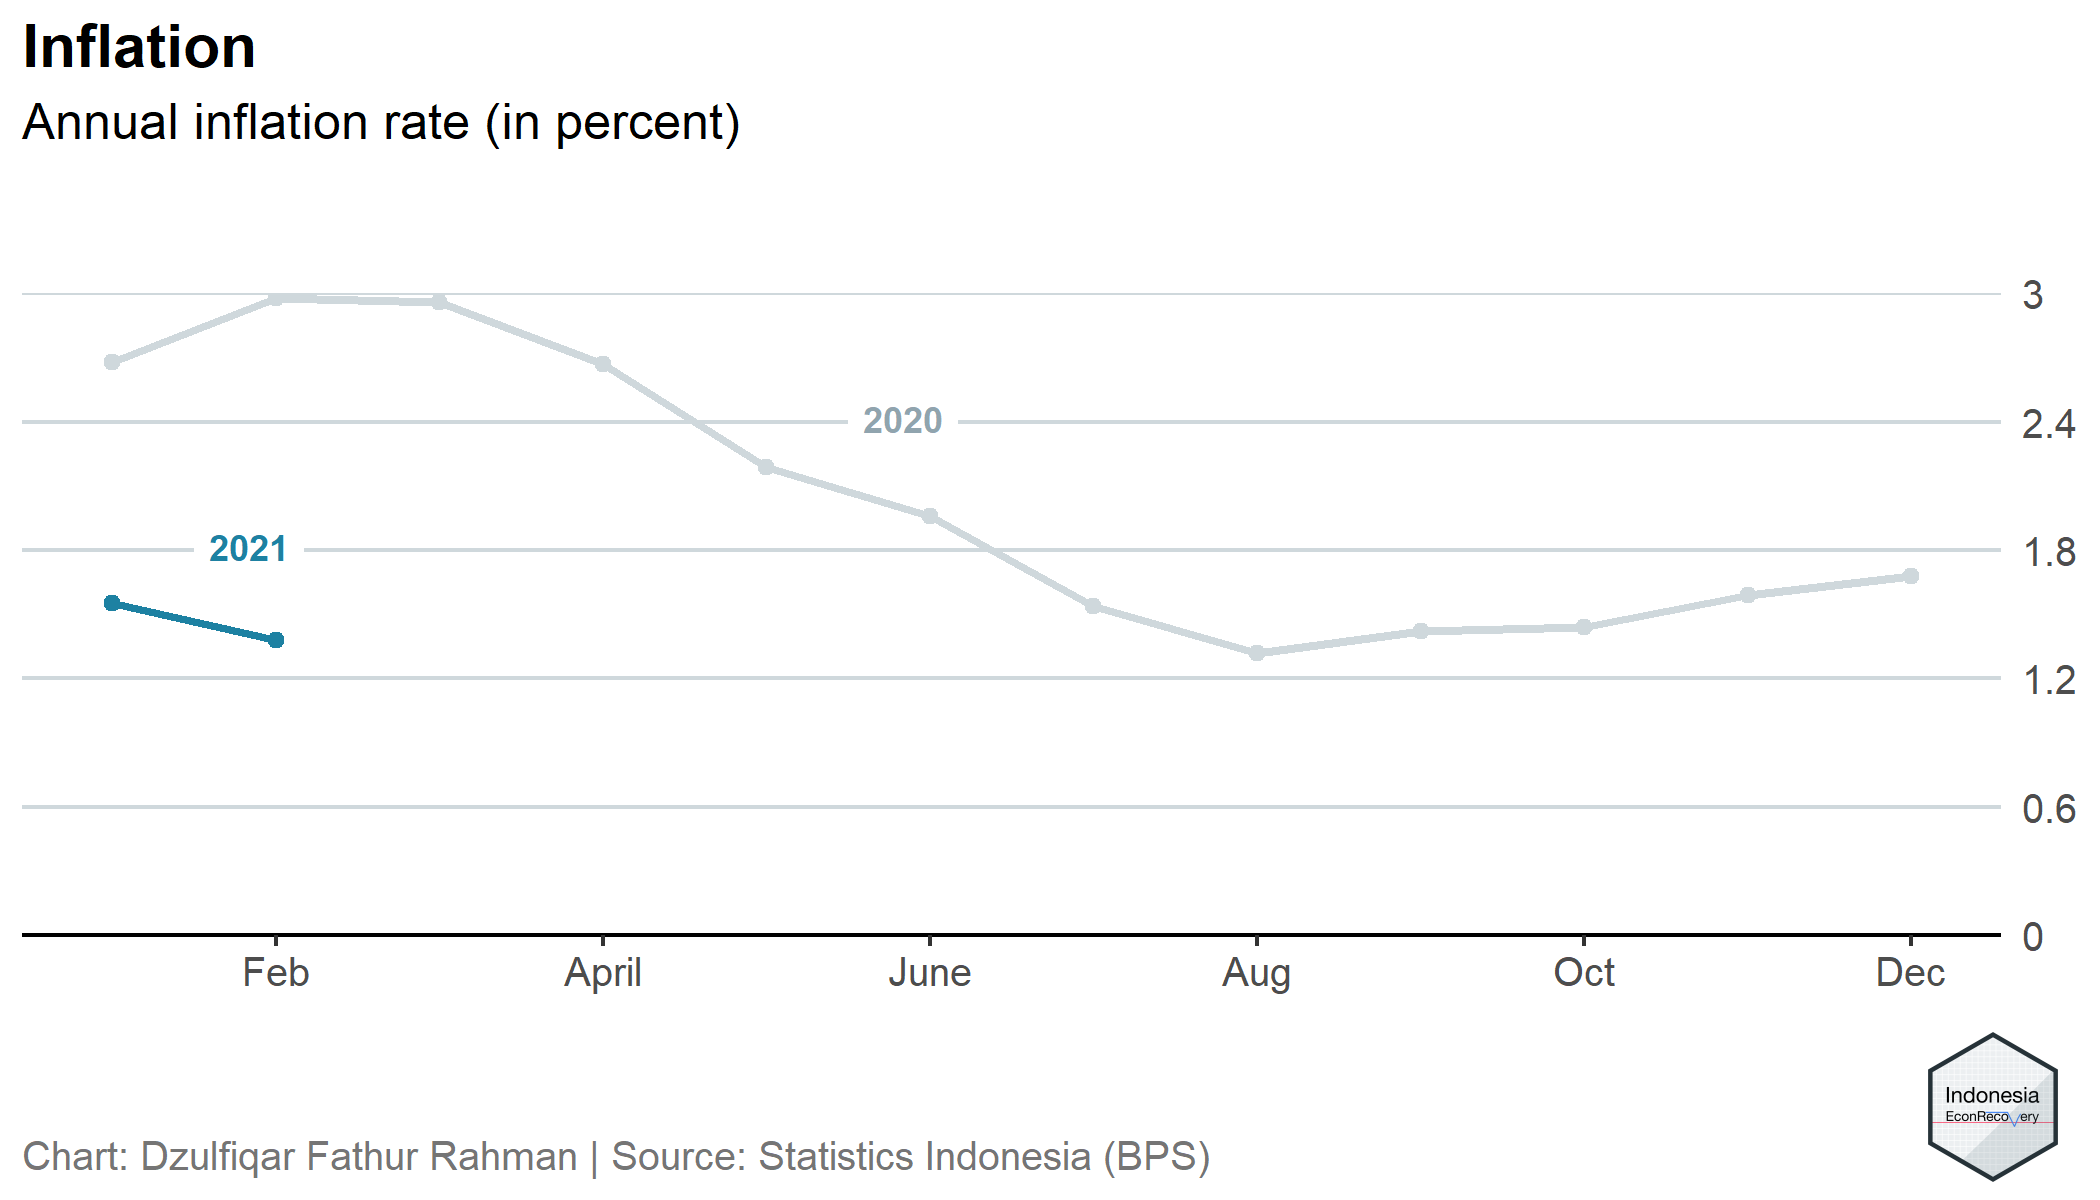 Inflation
Annual inflation rate (in percent)
3
2020
2.4
2021
1.8
1.2
0.6
0
Feb April June Aug Oct Dec
Indonesia
EconRecovery
Chart: Dzulfiqar Fathur Rahman | Source: Statistics Indonesia (BPS)